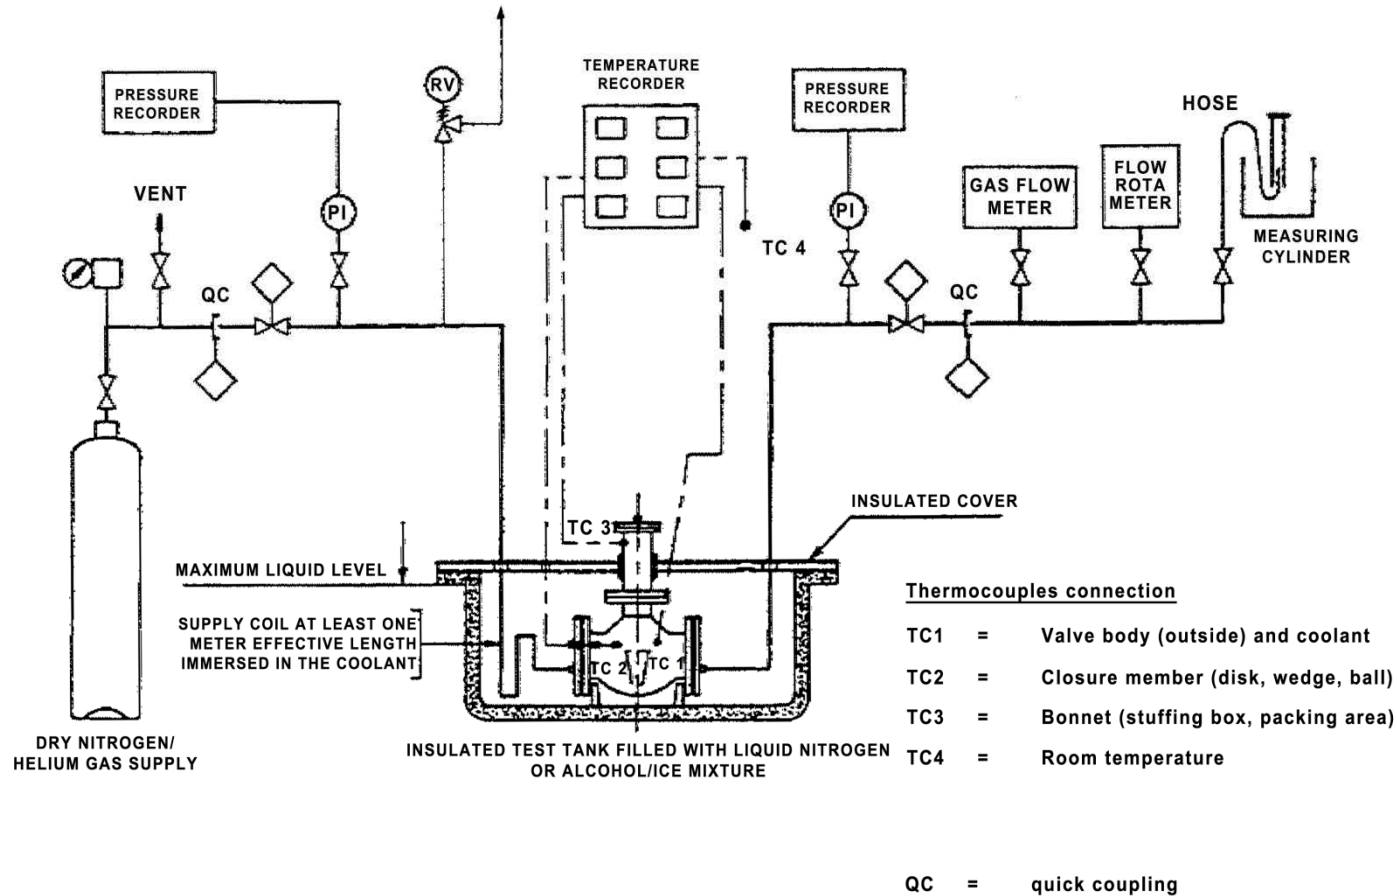 TEMPERATURE
RECORDER
PRESSURE
RECORDER
RV
PRESSURE
RECORDER
HOSE
VENT
PI
PI
GAS FLOW
METER
FLOW
ROTA
METER
TC 4
MEASURING
CYLINDER
QC
QC
TC 3
INSULATED COVER
MAXIMUM LIQUID LEVEL
SUPPLY COIL AT LEAST ONE
METER EFFECTIVE LENGTH
IMMERSED IN THE COOLANT
TC 2
TC 1
DRY NITROGEN/
HELIUM GAS SUPPLY
INSULATED TEST TANK FILLED WITH LIQUID NITROGEN
OR ALCOHOL/ICE MIXTURE
Thermocouples connection
TC1 = Valve body (outside) and coolant
TC2 = Closure member (disk, wedge, ball)
TC3 = Bonnet (stuffing box, packing area)
TC4 = Room temperature
QC = quick coupling